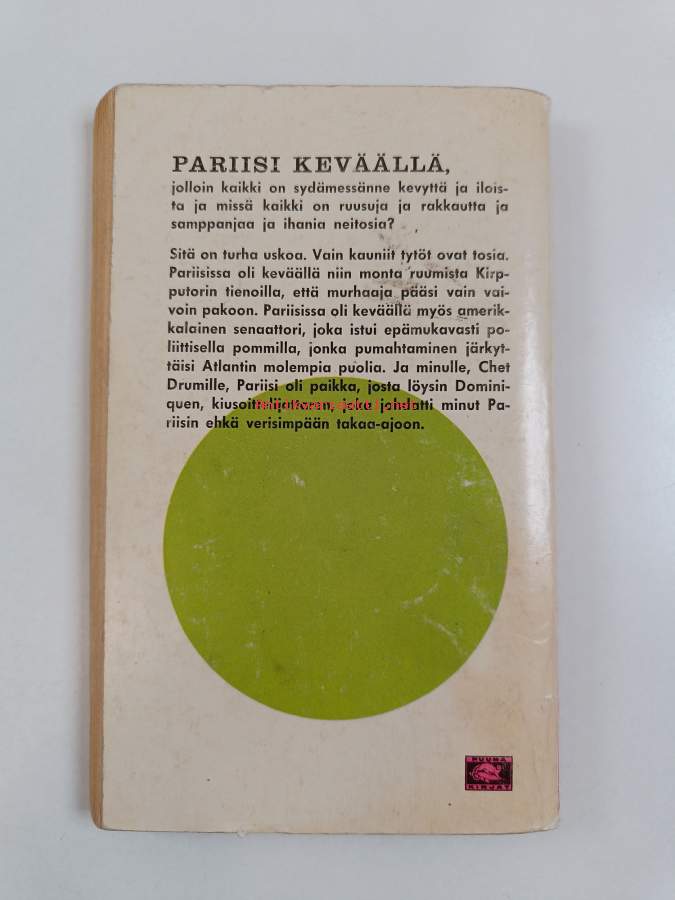 PARIISI KEVÄÄLLÄ,
jolloin kaikki on sydämessänne kevyttä ja ilois-
ta ja missä kaikki on ruusuja ja rakkautta ja
samppanjaa ja ihania neitosia?
Sitä on turha uskoa. Vain kauniit tytöt ovat tosia.
Pariisissa oli keväällä niin monta ruumista Kirp-
putorin tienoilla, että murhaaja pääsi vain vai-
voin pakoon. Pariisissa oli keväällä myös amerik-
kalainen senaattori, joka istui epämukavasti po-
liittisella pommilla, jonka pumahtaminen järkyt-
täisi Atlantin molempia puolia. Ja minulle, Chet
Drumille, Pariisi oli paikka, josta löysin Domini-
quen, joka johdatti minut Pa-
riisin ehkä verisimpään takaa-ajoon.
PUUMA
KIRJAT